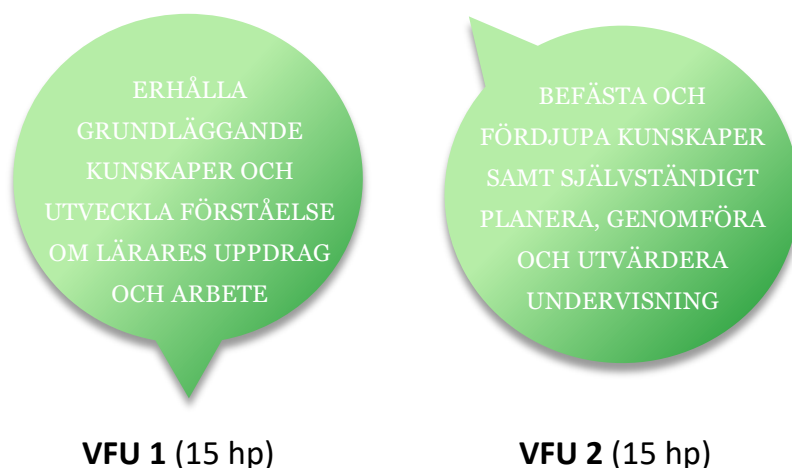 ERHÅLLA
GRUNDLÄGGANDE
KUNSKAPER OCH
UTVECKLA FÖRSTÅELSE
OM LÄRARES UPPDRAG
OCH ARBETE
VFU 1 (15 hp)
BEFÄSTA OCH
FÖRDJUPA KUNSKAPER
SAMT SJÄLVSTÄNDIGT
PLANERA, GENOMFÖRA
OCH UTVÄRDERA
UNDERVISNING
VFU 2 (15 hp)